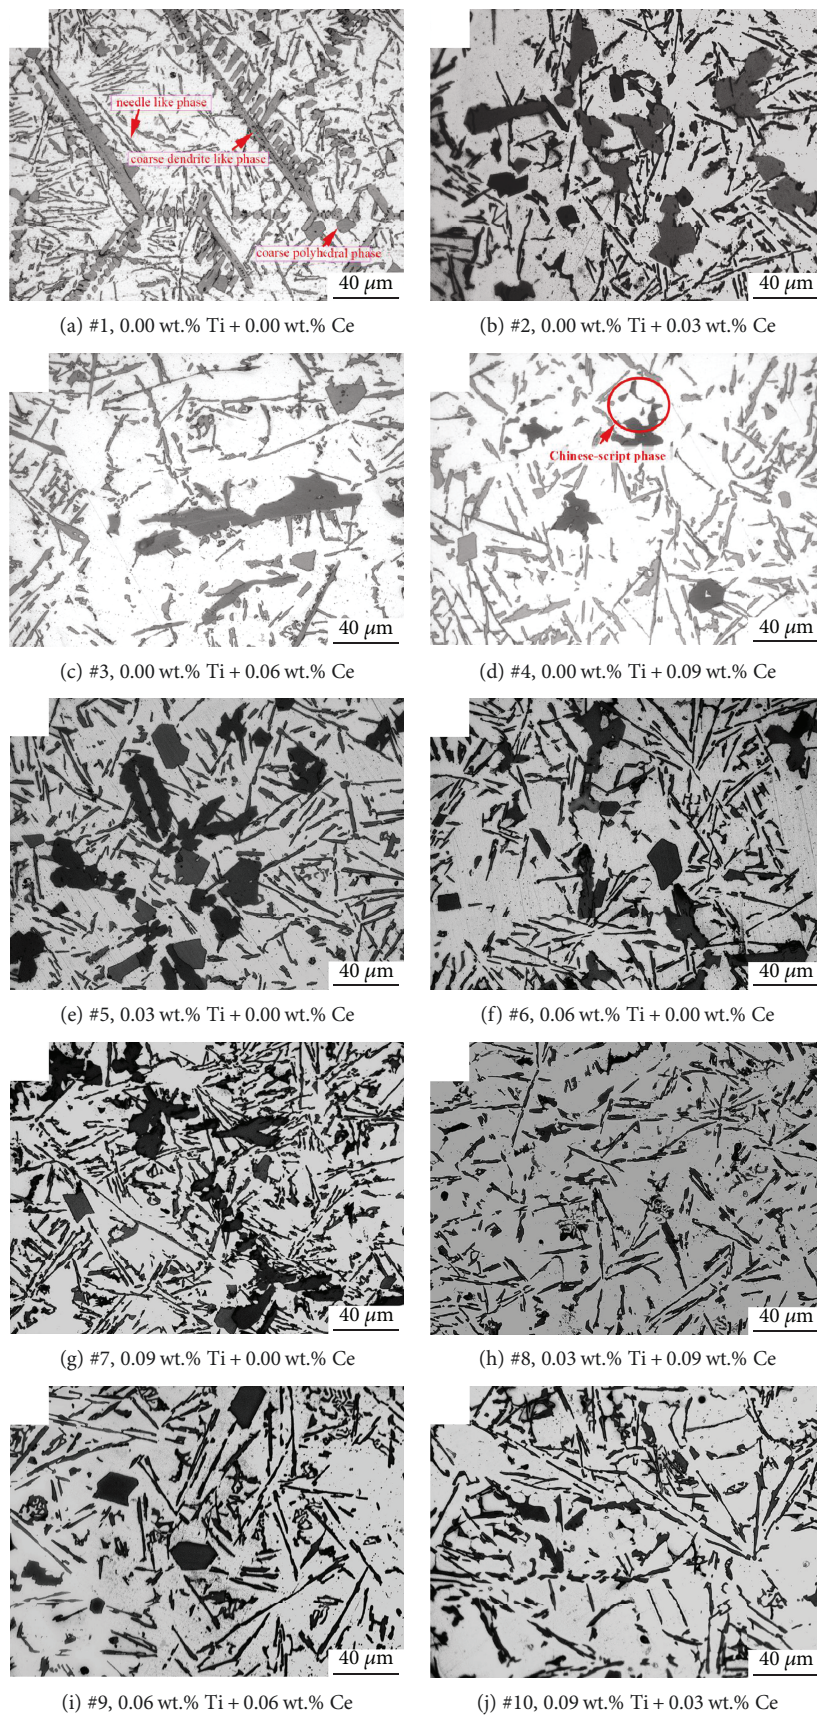 needle like phase
coarse dendrite like phase
coarse polyhedral phase
40 μm
40 μm
(a) #1, 0.00 wt.% Ti + 0.00 wt.% Ce
(b) #2, 0.00 wt.% Ti + 0.03 wt.% Ce
Chinese-script phase
40 μm
40 μm
(c) #3, 0.00 wt.% Ti + 0.06 wt.% Ce
(d) #4, 0.00 wt.% Ti + 0.09 wt.% Ce
40 μm
40 μm
(e) #5, 0.03 wt.% Ti + 0.00 wt.% Ce
(f) #6, 0.06 wt.% Ti + 0.00 wt.% Ce
40 μm
40 μm
(g) #7, 0.09 wt.% Ti + 0.00 wt.% Ce
(h) #8, 0.03 wt.% Ti + 0.09 wt.% Ce
40 μm
40 μm
(i) #9, 0.06 wt.% Ti + 0.06 wt.% Ce
(j) #10, 0.09 wt.% Ti + 0.03 wt.% Ce